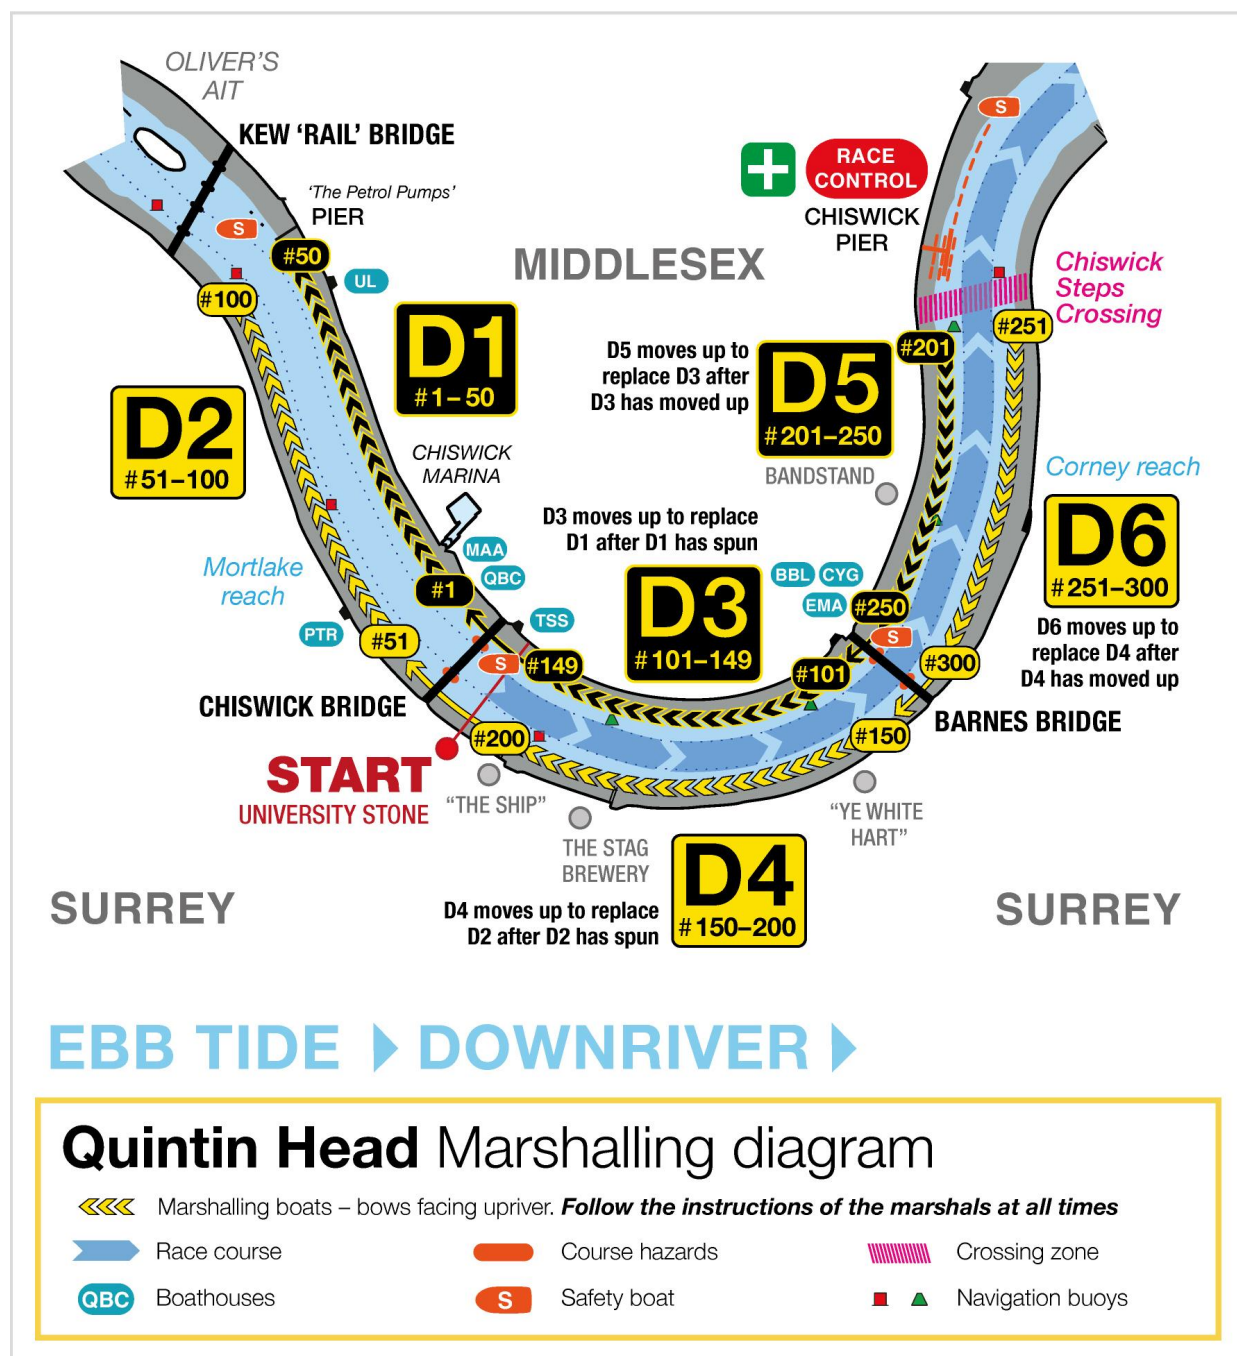 OLIVER'S
AIT
KEW 'RAIL' BRIDGE
'The Petrol Pumps'
PIER
S
#50
UL
#100
D1
#1–50
D2
#51–100
MIDDLESEX
RACE
CONTROL
CHISWICK
PIER
S
Chiswick
Steps
Crossing
#251
#201
D5 moves up to
replace D3 after
D3 has moved up
D5
#201–250
BANDSTAND
Corney reach
D6
#251–300
D6 moves up to
replace D4 after
D4 has moved up
CHISWICK
MARINA
MAA
QBC
#1
TSS
Mortlake
reach
PTR
#51
D3 moves up to replace
D1 after D1 has spun
D3
#101–149
BBL
CYG
EMA
#250
S
#300
#101
#149
S
CHISWICK BRIDGE
BARNES BRIDGE
#150
#200
START
UNIVERSITY STONE
"THE SHIP"
THE STAG
BREWERY
"YE WHITE
HART"
D4
#150–200
D4 moves up to replace
D2 after D2 has spun
SURREY
SURREY
EBB TIDE DOWNRIVER
Quintin Head Marshalling diagram
Marshalling boats – bows facing upriver. Follow the instructions of the marshals at all times
Race course
Course hazards
Crossing zone
QBC Boathouses
S Safety boat
Navigation buoys